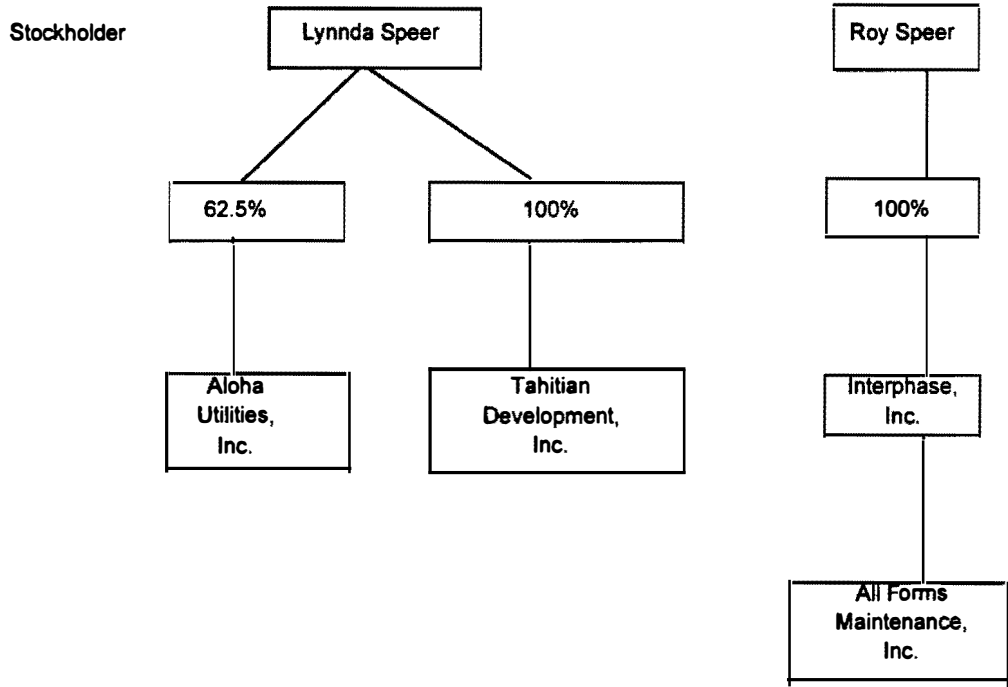 Stockholder
Lynnda Speer
Roy Speer
62.5%
100%
100%
Aloha
Utilities,
Inc.
Tahitian
Development,
Inc.
Interphase,
Inc.
All Forms
Maintenance,
Inc.